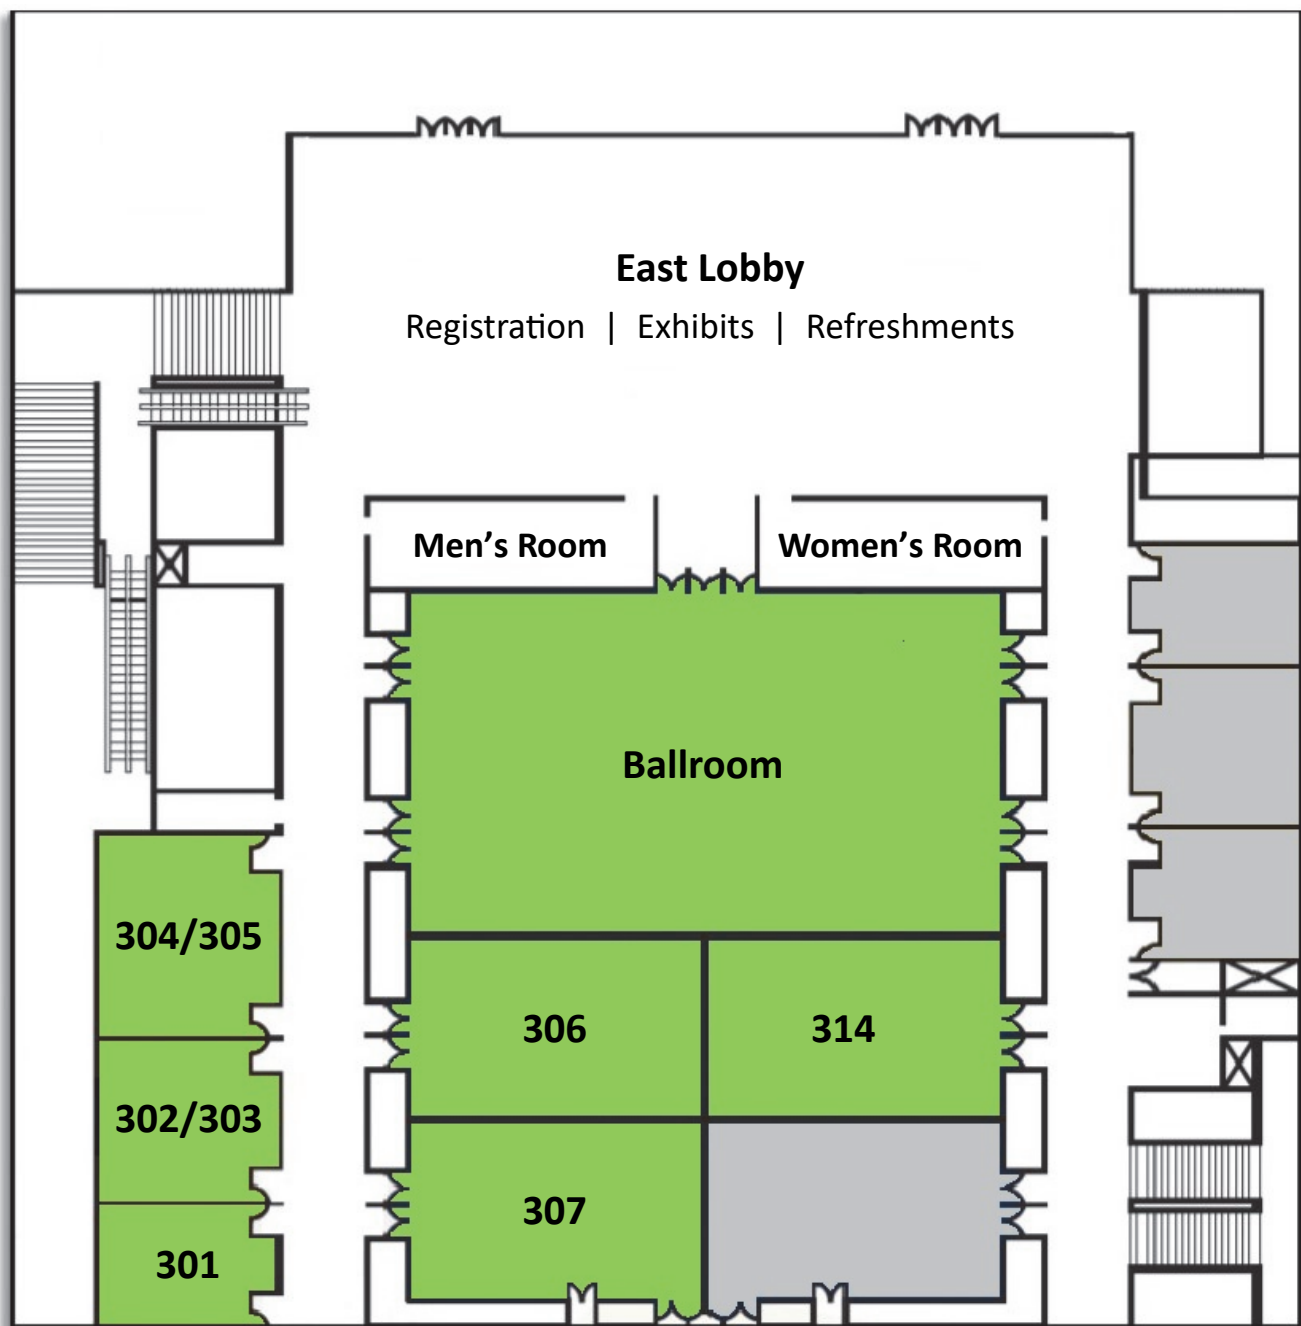 East Lobby
Registration | Exhibits | Refreshments
Men’s Room
Women’s Room
Ballroom
304/305
306
314
302/303
307
301